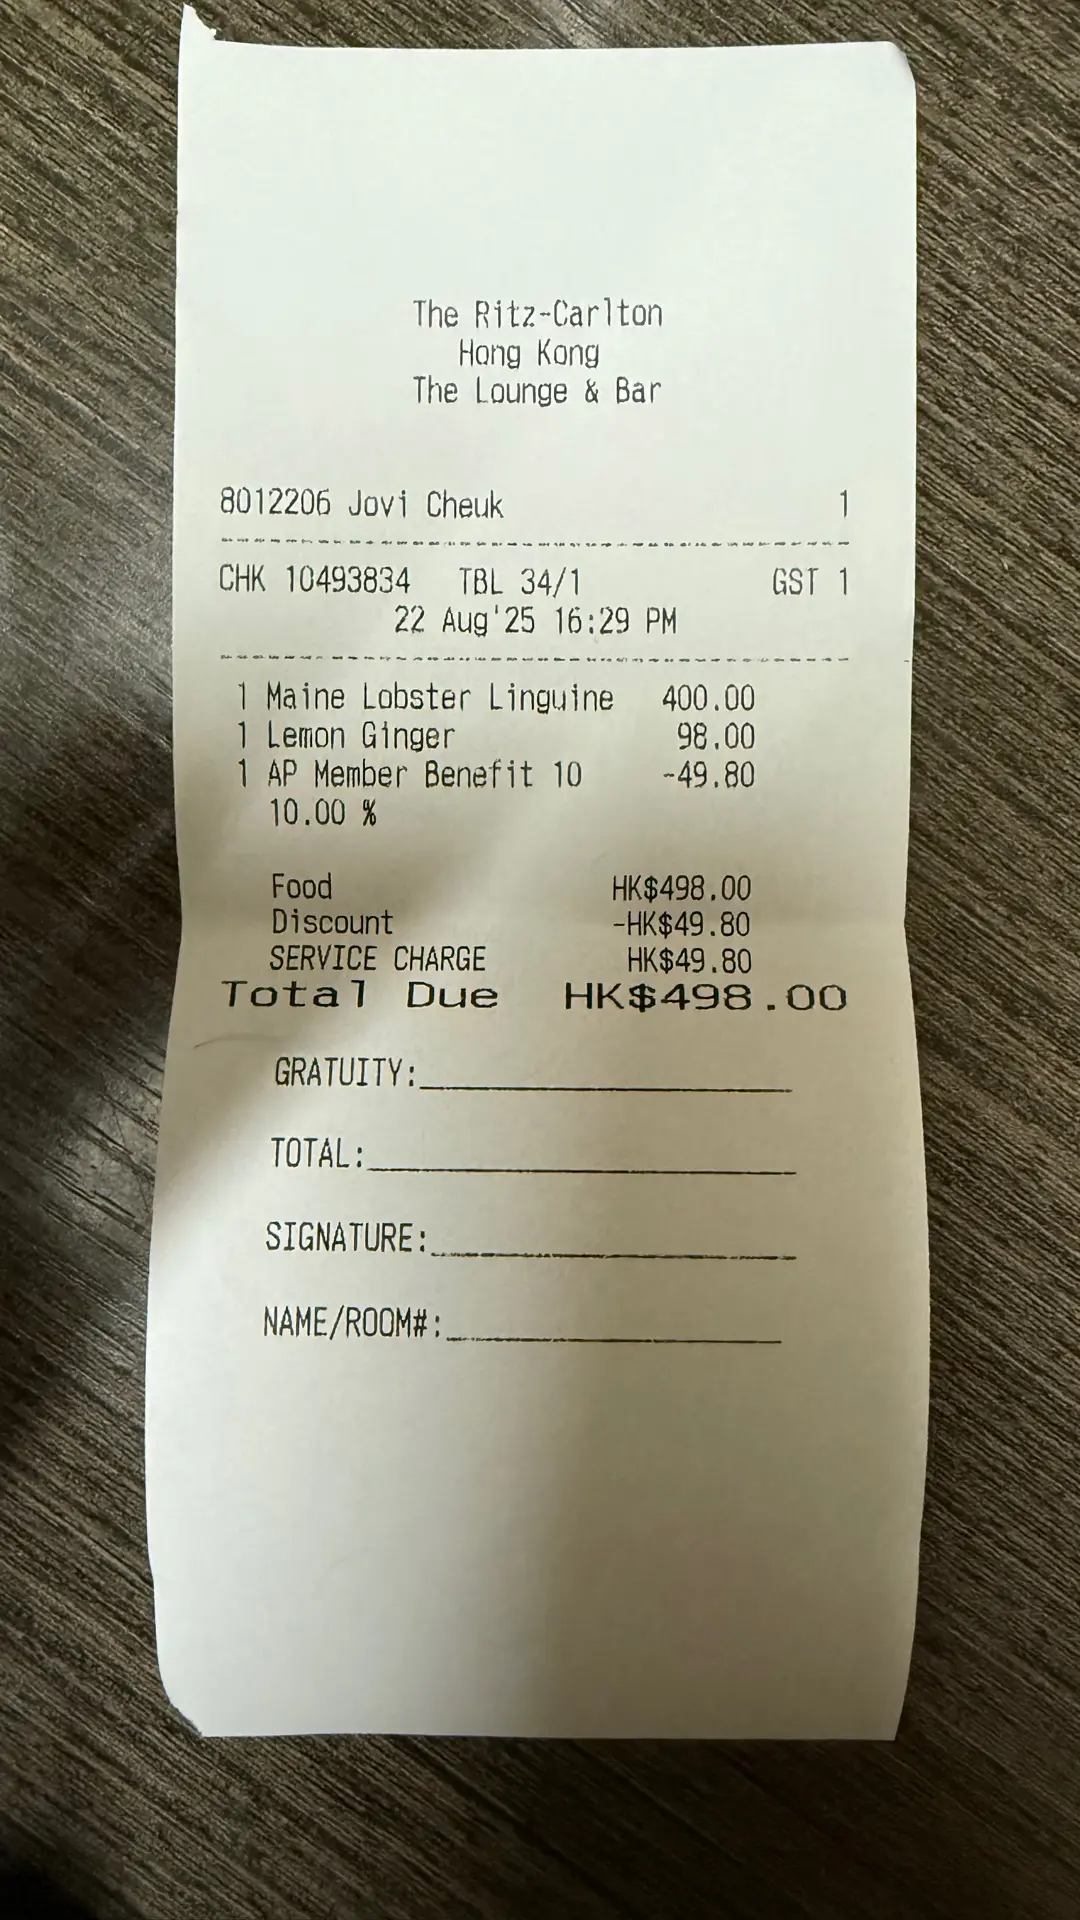 The Ritz-Carlton
Hong Kong
The Lounge & Bar
8012206 Jovi Cheuk 1
CHK 10493834 TBL 34/1 GST 1
22 Aug'25 16:29 PM
1 Maine Lobster Linguine 400.00
1 Lemon Ginger 98.00
1 AP Member Benefit 10 -49.80
10.00 %
Food HK$498.00
Discount -HK$49.80
SERVICE CHARGE HK$49.80
Total Due HK$498.00
GRATUITY:
TOTAL:
SIGNATURE:
NAME/ROOM#: